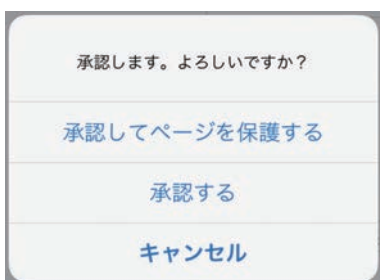 承認します。よろしいですか？
承認してページを保護する
承認する
キャンセル